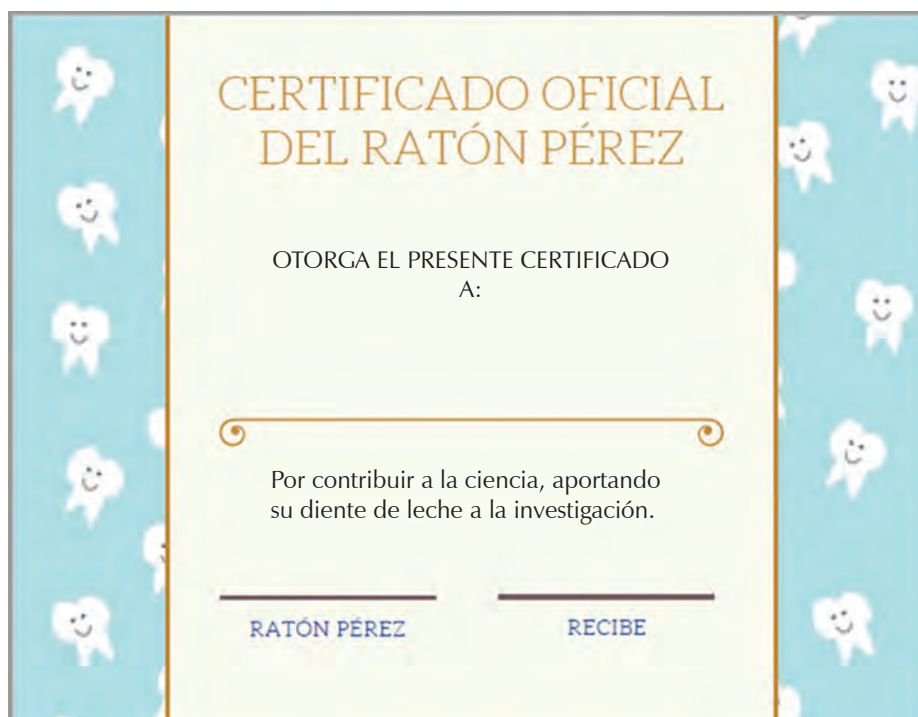 CERTIFICADO OFICIAL
DEL RATÓN PÉREZ
OTORGA EL PRESENTE CERTIFICADO
A:
Por contribuir a la ciencia, aportando
su diente de leche a la investigación.
RATÓN PÉREZ
RECIBE